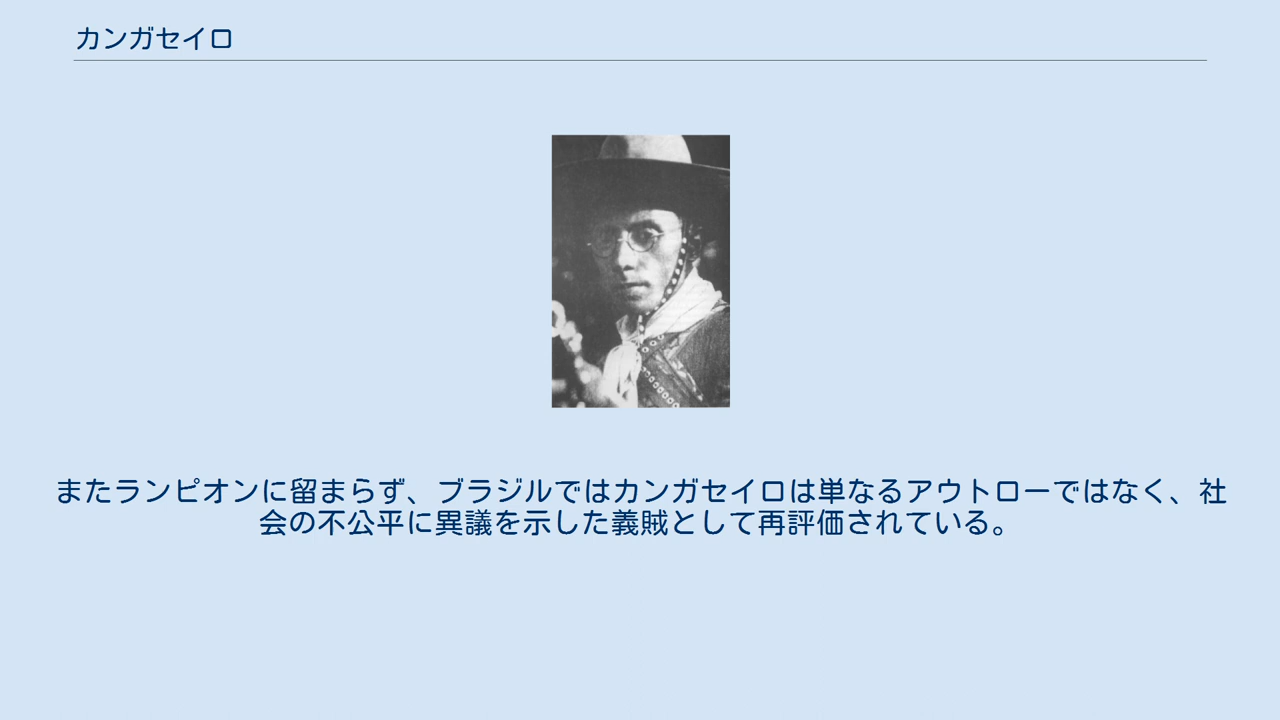 カンガセイロ
またランピオンに留まらず、ブラジルではカンガセイロは単なるアウトローではなく、社
会の不公平に異議を示した義賊として再評価されている。